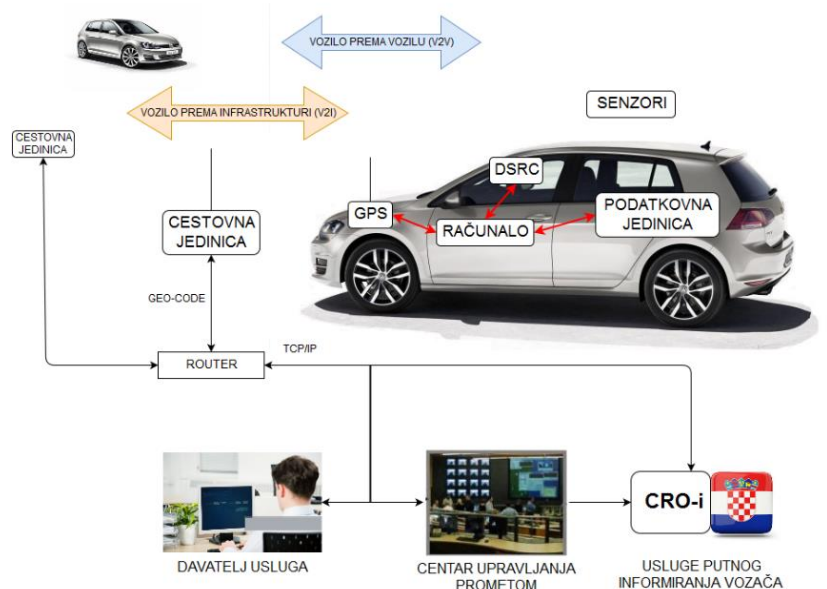 VOZILO PREMA VOZILU (V2V)
VOZILO PREMA INFRASTRUKTURI (V2I)
SENZORI
CESTOVNA
JEDINICA
DSRC
GPS
RAČUNALO
PODATKOVNA
JEDINICA
CESTOVNA
JEDINICA
GEO-CODE
ROUTER
TCP/IP
CRO-i
DAVATELJ USLUGA
CENTAR UPRAVLJANJA
PROMETOM
USLUGE PUTNOG
INFORMIRANJA VOZAČA